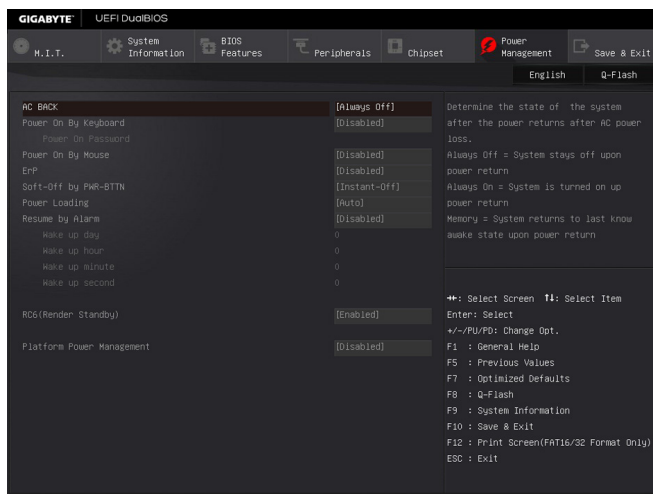 GIGABYTE™ UEFI DualBIOS
M.I.T.
System Information
BIOS Features
Peripherals
Chipset
Power Management
Save & Exit
English Q-Flash
AC BACK [Always Off]
Power On By Keyboard [Disabled]
Power On Password
Power On By Mouse [Disabled]
ErP [Disabled]
Soft-Off by PWR-BTTN [Instant-Off]
Power Loading [Auto]
Resume by Alarm [Disabled]
Wake up day 0
Wake up hour 0
Wake up minute 0
Wake up second 0
RC6(Render Standby) [Enabled]
Platform Power Management [Disabled]
Determine the state of the system
after the power returns after AC power
loss.
Always Off = System stays off upon
power return
Always On = System is turned on up
power return
Memory = System returns to last know
awake state upon power return
→←: Select Screen ↑↓: Select Item
Enter: Select
+/-/PU/PD: Change Opt.
F1 : General Help
F5 : Previous Values
F7 : Optimized Defaults
F8 : Q-Flash
F9 : System Information
F10 : Save & Exit
F12 : Print Screen(FAT16/32 Format Only)
ESC : Exit